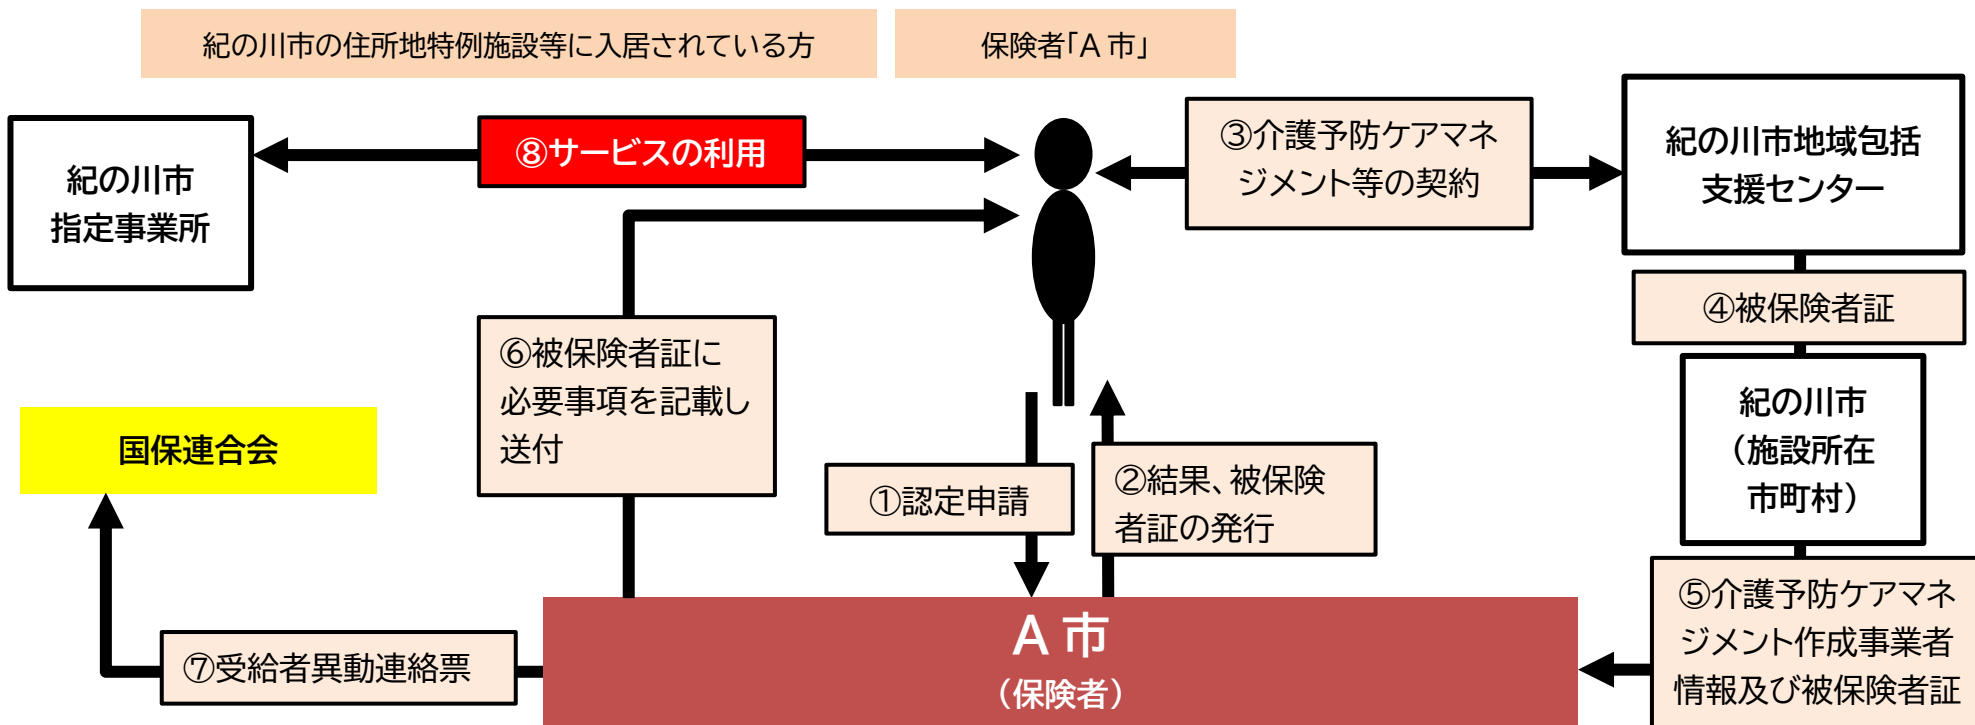 紀の川市の住所地特例施設等に入居されている方
保険者「A 市」
紀の川市
指定事業所
⑧サービスの利用
③介護予防ケアマネ
ジメント等の契約
紀の川市地域包括
支援センター
④被保険者証
⑥被保険者証に
必要事項を記載し
送付
紀の川市
（施設所在
市町村）
国保連合会
①認定申請
②結果、被保険
者証の発行
⑤介護予防ケアマネ
ジメント作成事業者
情報及び被保険者証
⑦受給者異動連絡票
A 市
（保険者）